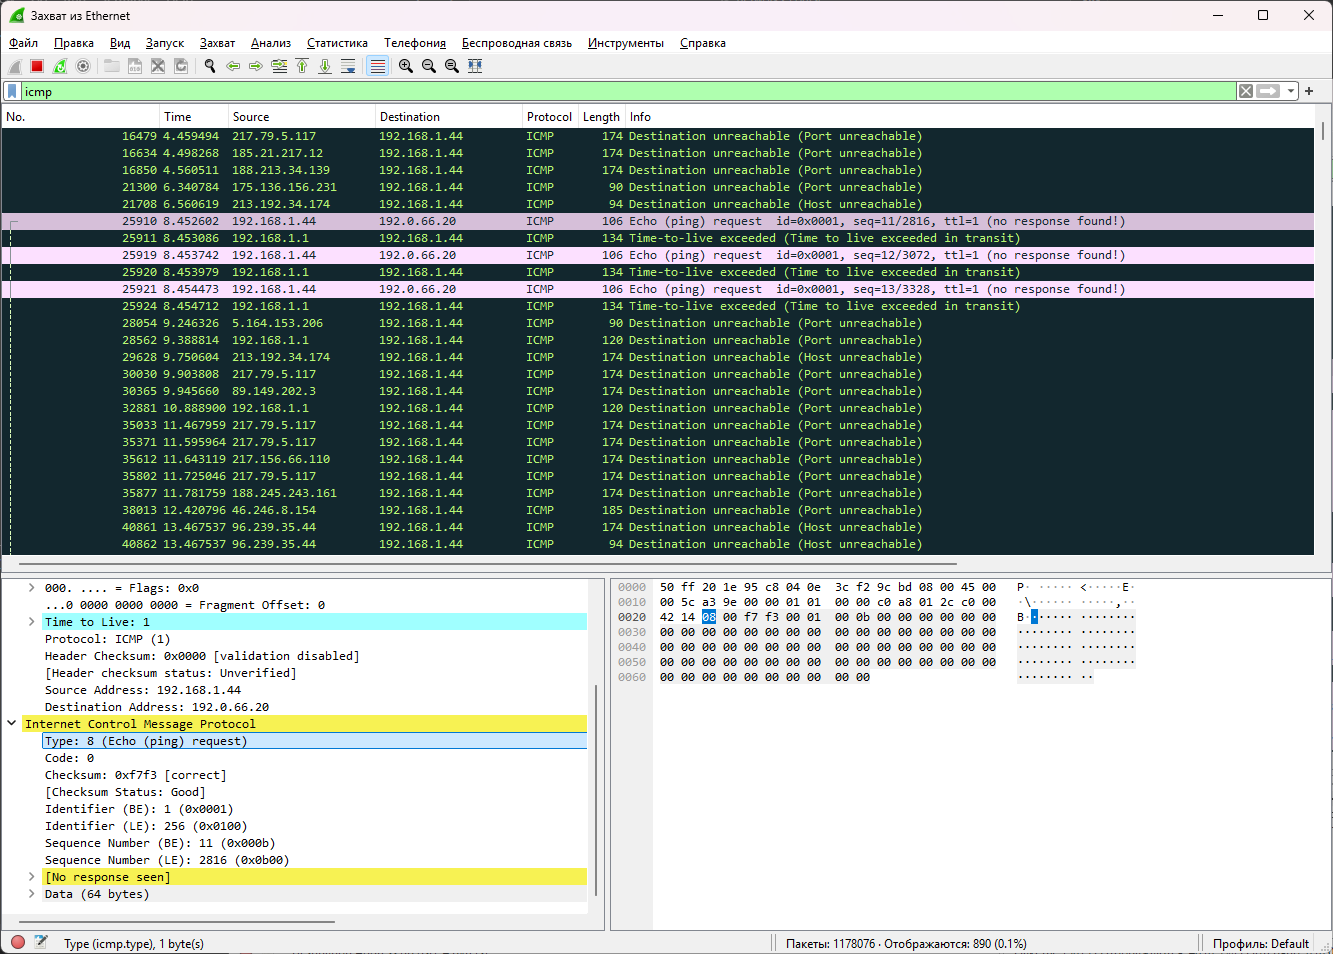 Захват из Ethernet
Файл Правка Вид Запуск Захват Анализ Статистика Телефония Беспроводная связь Инструменты Справка
icmp
No. Time Source Destination Protocol Length Info
16479 4.459494 217.79.5.117 192.168.1.44 ICMP 174 Destination unreachable (Port unreachable)
16634 4.498268 185.21.217.12 192.168.1.44 ICMP 174 Destination unreachable (Port unreachable)
16850 4.560511 188.213.34.139 192.168.1.44 ICMP 174 Destination unreachable (Port unreachable)
21300 6.340784 175.136.156.231 192.168.1.44 ICMP 90 Destination unreachable (Port unreachable)
21708 6.560619 213.192.34.174 192.168.1.44 ICMP 94 Destination unreachable (Host unreachable)
25910 8.452602 192.168.1.44 192.0.66.20 ICMP 106 Echo (ping) request id=0x0001, seq=11/2816, ttl=1 (no response found!)
25911 8.453086 192.168.1.1 192.168.1.44 ICMP 134 Time-to-live exceeded (Time to live exceeded in transit)
25919 8.453742 192.168.1.44 192.0.66.20 ICMP 106 Echo (ping) request id=0x0001, seq=12/3072, ttl=1 (no response found!)
25920 8.453979 192.168.1.1 192.168.1.44 ICMP 134 Time-to-live exceeded (Time to live exceeded in transit)
25921 8.454473 192.168.1.44 192.0.66.20 ICMP 106 Echo (ping) request id=0x0001, seq=13/3328, ttl=1 (no response found!)
25924 8.454712 192.168.1.1 192.168.1.44 ICMP 134 Time-to-live exceeded (Time to live exceeded in transit)
28054 9.246326 5.164.153.206 192.168.1.44 ICMP 90 Destination unreachable (Port unreachable)
28562 9.388814 192.168.1.1 192.168.1.44 ICMP 120 Destination unreachable (Port unreachable)
29628 9.750604 213.192.34.174 192.168.1.44 ICMP 174 Destination unreachable (Host unreachable)
30030 9.903808 217.79.5.117 192.168.1.44 ICMP 174 Destination unreachable (Port unreachable)
30365 9.945660 89.149.202.3 192.168.1.44 ICMP 174 Destination unreachable (Port unreachable)
32881 10.888900 192.168.1.1 192.168.1.44 ICMP 120 Destination unreachable (Port unreachable)
35033 11.467959 217.79.5.117 192.168.1.44 ICMP 174 Destination unreachable (Port unreachable)
35371 11.595964 217.79.5.117 192.168.1.44 ICMP 174 Destination unreachable (Port unreachable)
35612 11.643119 217.156.66.110 192.168.1.44 ICMP 174 Destination unreachable (Port unreachable)
35802 11.725046 217.79.5.117 192.168.1.44 ICMP 174 Destination unreachable (Port unreachable)
35877 11.781759 188.245.243.161 192.168.1.44 ICMP 174 Destination unreachable (Port unreachable)
38013 12.420796 46.246.8.154 192.168.1.44 ICMP 185 Destination unreachable (Port unreachable)
40861 13.467537 96.239.35.44 192.168.1.44 ICMP 174 Destination unreachable (Host unreachable)
40862 13.467537 96.239.35.44 192.168.1.44 ICMP 94 Destination unreachable (Host unreachable)
000. .... = Flags: 0x0
...0 0000 0000 0000 = Fragment Offset: 0
Time to Live: 1
Protocol: ICMP (1)
Header Checksum: 0x0000 [validation disabled]
[Header checksum status: Unverified]
Source Address: 192.168.1.44
Destination Address: 192.0.66.20
Internet Control Message Protocol
Type: 8 (Echo (ping) request)
Code: 0
Checksum: 0xf7f3 [correct]
[Checksum Status: Good]
Identifier (BE): 1 (0x0001)
Identifier (LE): 256 (0x0100)
Sequence Number (BE): 11 (0x000b)
Sequence Number (LE): 2816 (0x0b00)
[No response seen]
Data (64 bytes)
0000 50 ff 20 1e 95 c8 04 0e 3c f2 9c bd 08 00 45 00 P· ····· <·····E·
0010 00 5c a3 9e 00 00 01 01 00 00 c0 a8 01 2c c0 00 ·\······ ·····,··
0020 42 14 08 00 f7 f3 00 01 00 0b 00 00 00 00 00 00 B······· ········
0030 00 00 00 00 00 00 00 00 00 00 00 00 00 00 00 00 ········ ········
0040 00 00 00 00 00 00 00 00 00 00 00 00 00 00 00 00 ········ ········
0050 00 00 00 00 00 00 00 00 00 00 00 00 00 00 00 00 ········ ········
0060 00 00 00 00 00 00 00 00 00 00 ········ ··
Type (icmp.type), 1 byte(s) Пакеты: 1178076 · Отображаются: 890 (0.1%) Профиль: Default